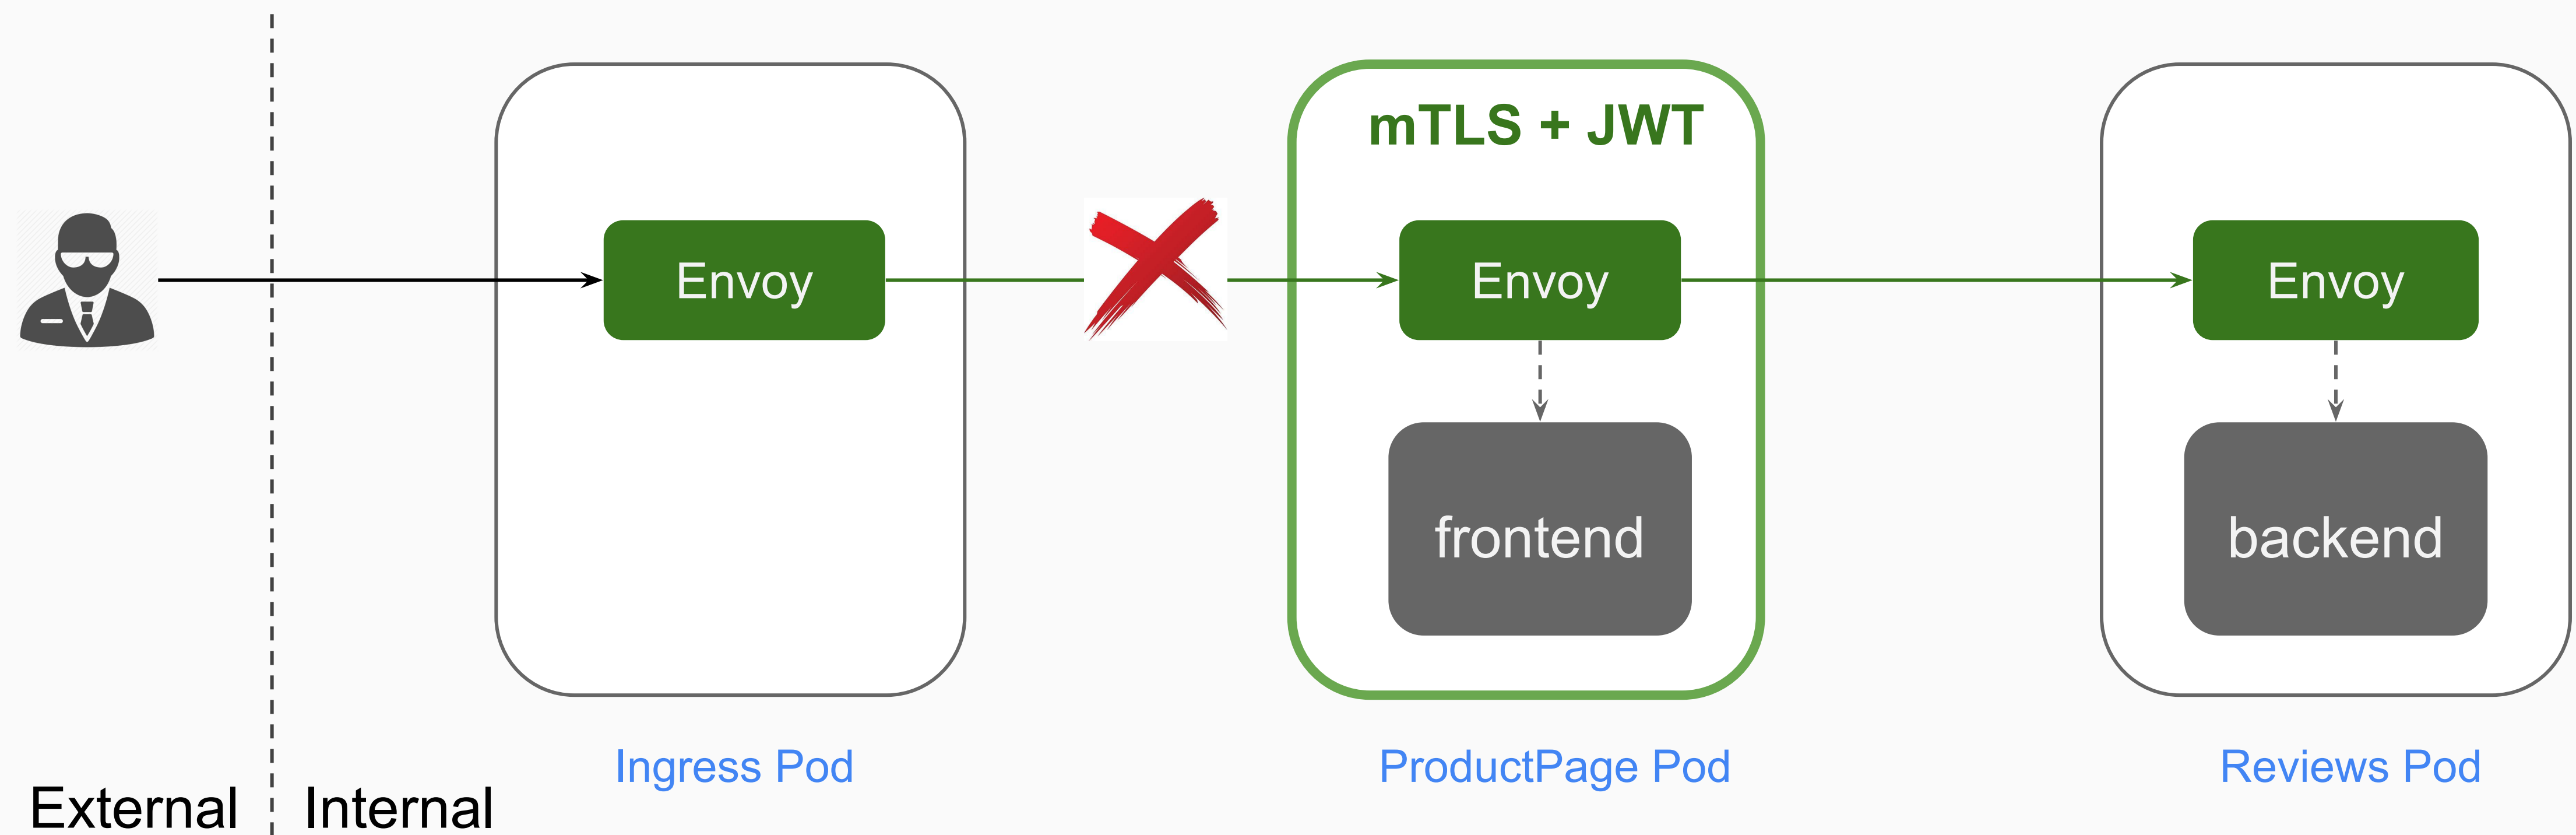 mTLS + JWT
Envoy
Envoy
Envoy
frontend
backend
Ingress Pod
ProductPage Pod
Reviews Pod
External
Internal